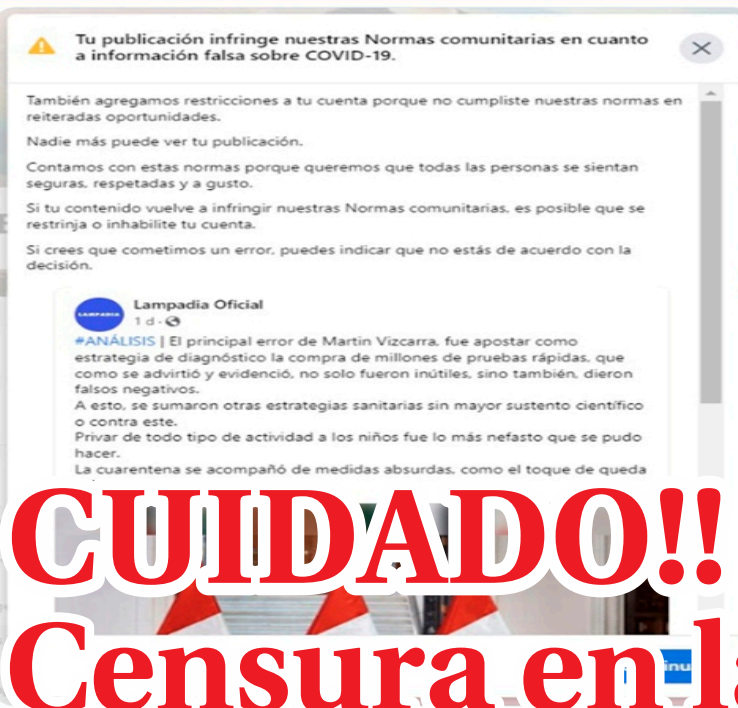 Tu publicación infringe nuestras Normas comunitarias en cuanto
a información falsa sobre COVID-19.
También agregamos restricciones a tu cuenta porque no cumpliste nuestras normas en
reiteradas oportunidades.
Nadie más puede ver tu publicación.
Contamos con estas normas porque queremos que todas las personas se sientan
seguras, respetadas y a gusto.
Si tu contenido vuelve a infringir nuestras Normas comunitarias, es posible que se
restrinja o inhabilite tu cuenta.
Si crees que cometimos un error, puedes indicar que no estás de acuerdo con la
decisión.
LAMPADIA
Lampadia Oficial
1 d ·
#ANÁLISIS | El principal error de Martin Vizcarra, fue apostar como
estrategia de diagnóstico la compra de millones de pruebas rápidas, que
como se advirtió y evidenció, no solo fueron inútiles, sino también, dieron
falsos negativos.
A esto, se sumaron otras estrategias sanitarias sin mayor sustento científico
o contra este.
Privar de todo tipo de actividad a los niños fue lo más nefasto que se pudo
hacer.
La cuarentena se acompañó de medidas absurdas, como el toque de queda
CUIDADO!!
Censura en la